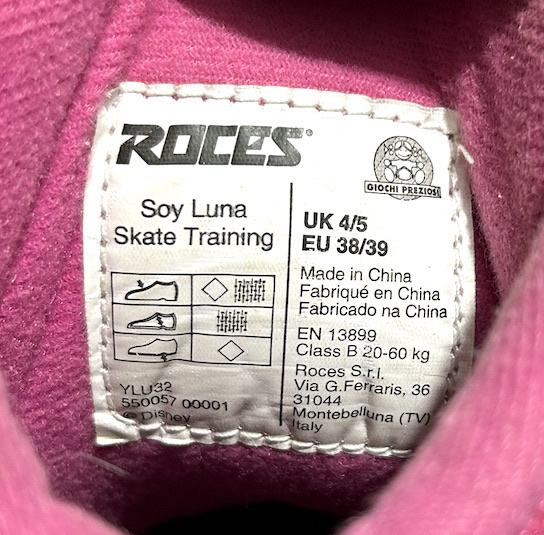 ROCES®
GIOCHI PREZIOSI
Soy Luna
Skate Training
UK 4/5
EU 38/39
Made in China
Fabriqué en China
Fabricado na China
EN 13899
Class B 20-60 kg
Roces S.r.l.
Via G.Ferraris, 36
31044
Montebelluna (TV)
Italy
YLU32
550057 00001
© Disney